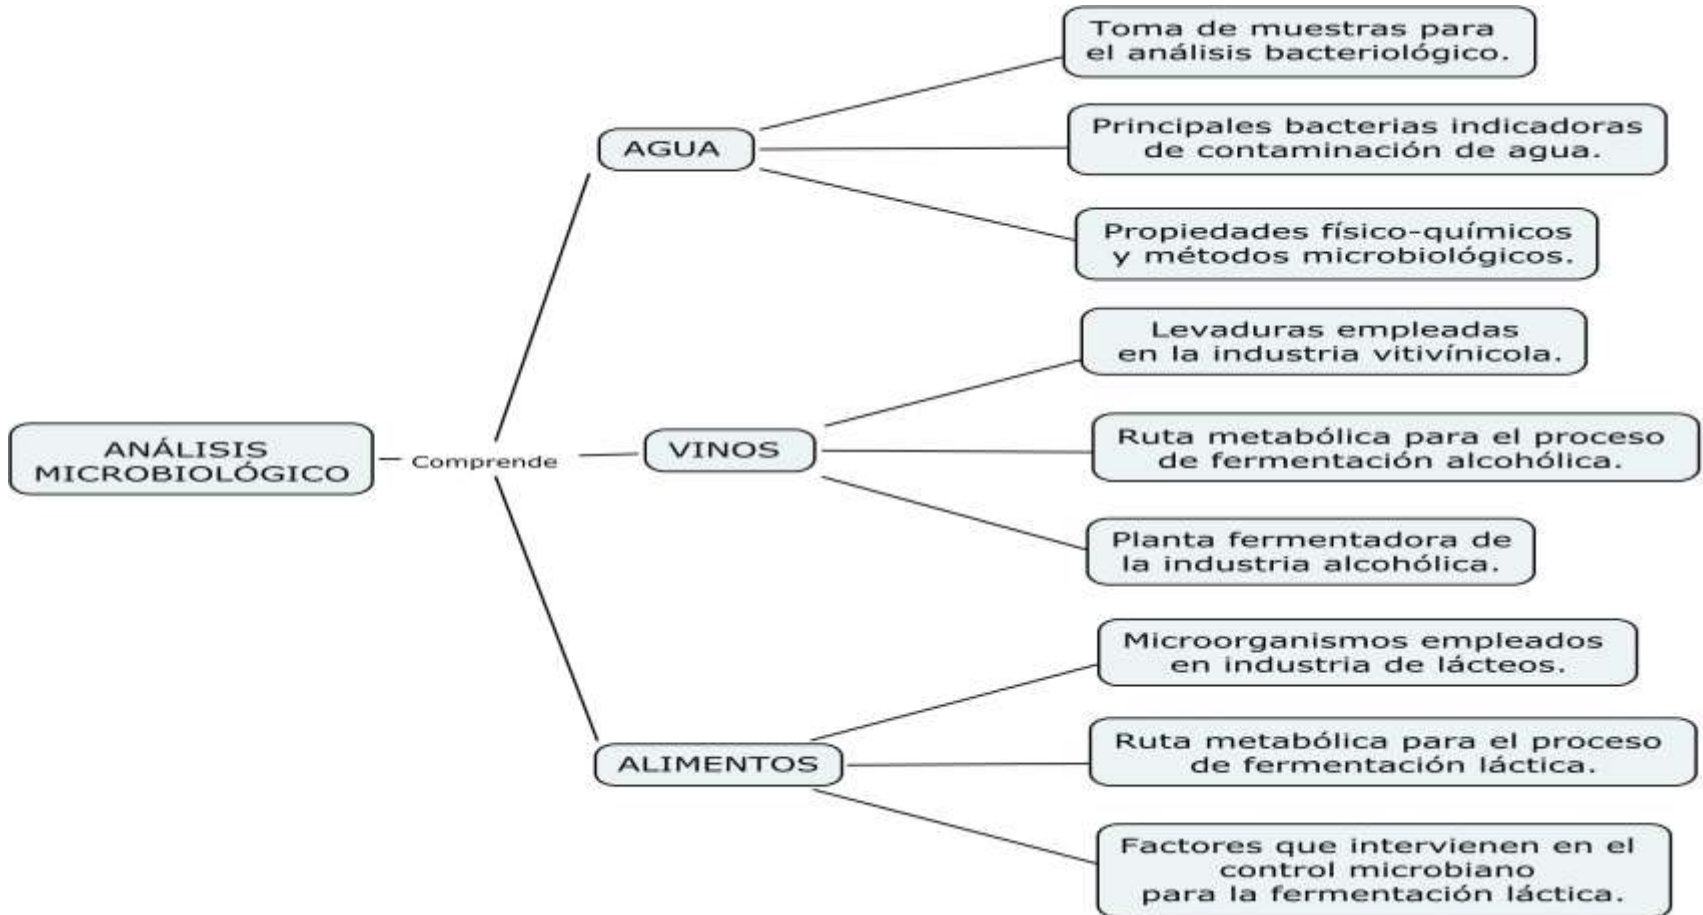 ANÁLISIS
MICROBIOLÓGICO
Comprende
AGUA
Toma de muestras para
el análisis bacteriológico.
Principales bacterias indicadoras
de contaminación de agua.
Propiedades físico-químicos
y métodos microbiológicos.
VINOS
Levaduras empleadas
en la industria vitivínicola.
Ruta metabólica para el proceso
de fermentación alcohólica.
Planta fermentadora de
la industria alcohólica.
ALIMENTOS
Microorganismos empleados
en industria de lácteos.
Ruta metabólica para el proceso
de fermentación láctica.
Factores que intervienen en el
control microbiano
para la fermentación láctica.